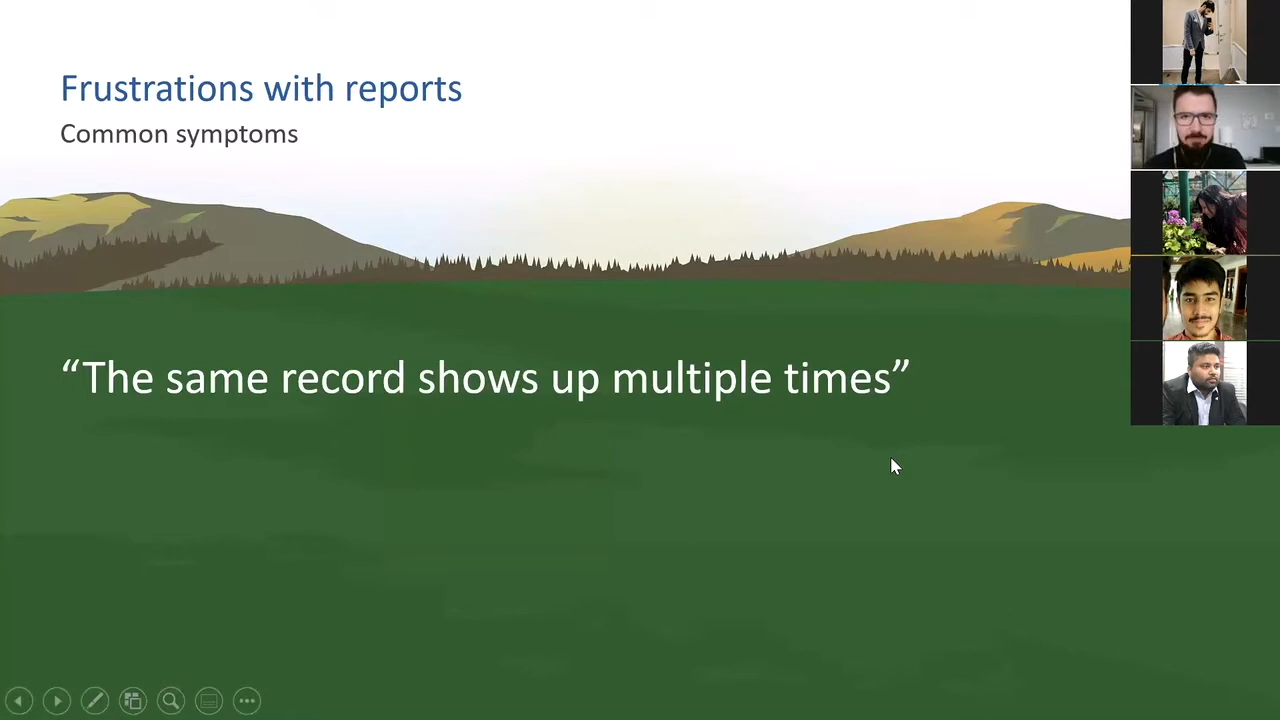 Frustrations with reports
Common symptoms
“The same record shows up multiple times”